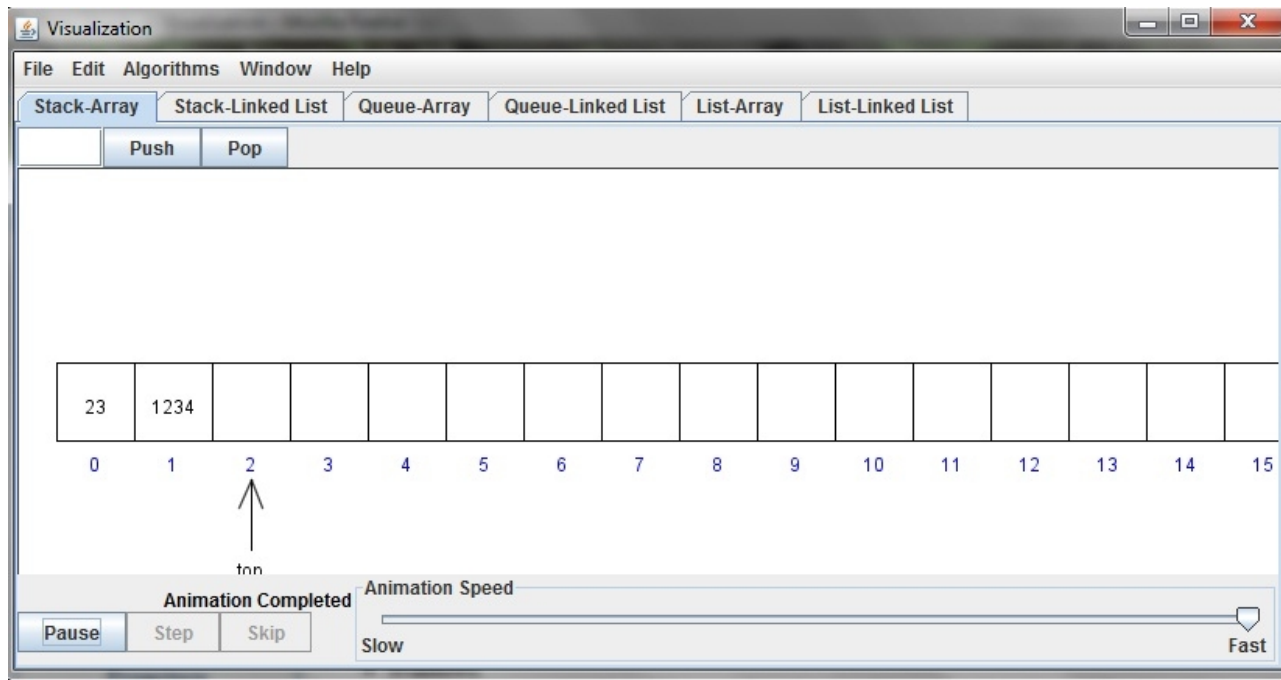 Visualization
File Edit Algorithms Window Help
Stack-Array Stack-Linked List Queue-Array Queue-Linked List List-Array List-Linked List
Push Pop
23 1234
0 1 2 3 4 5 6 7 8 9 10 11 12 13 14 15
top
Animation Completed Animation Speed
Pause Step Skip
Slow Fast